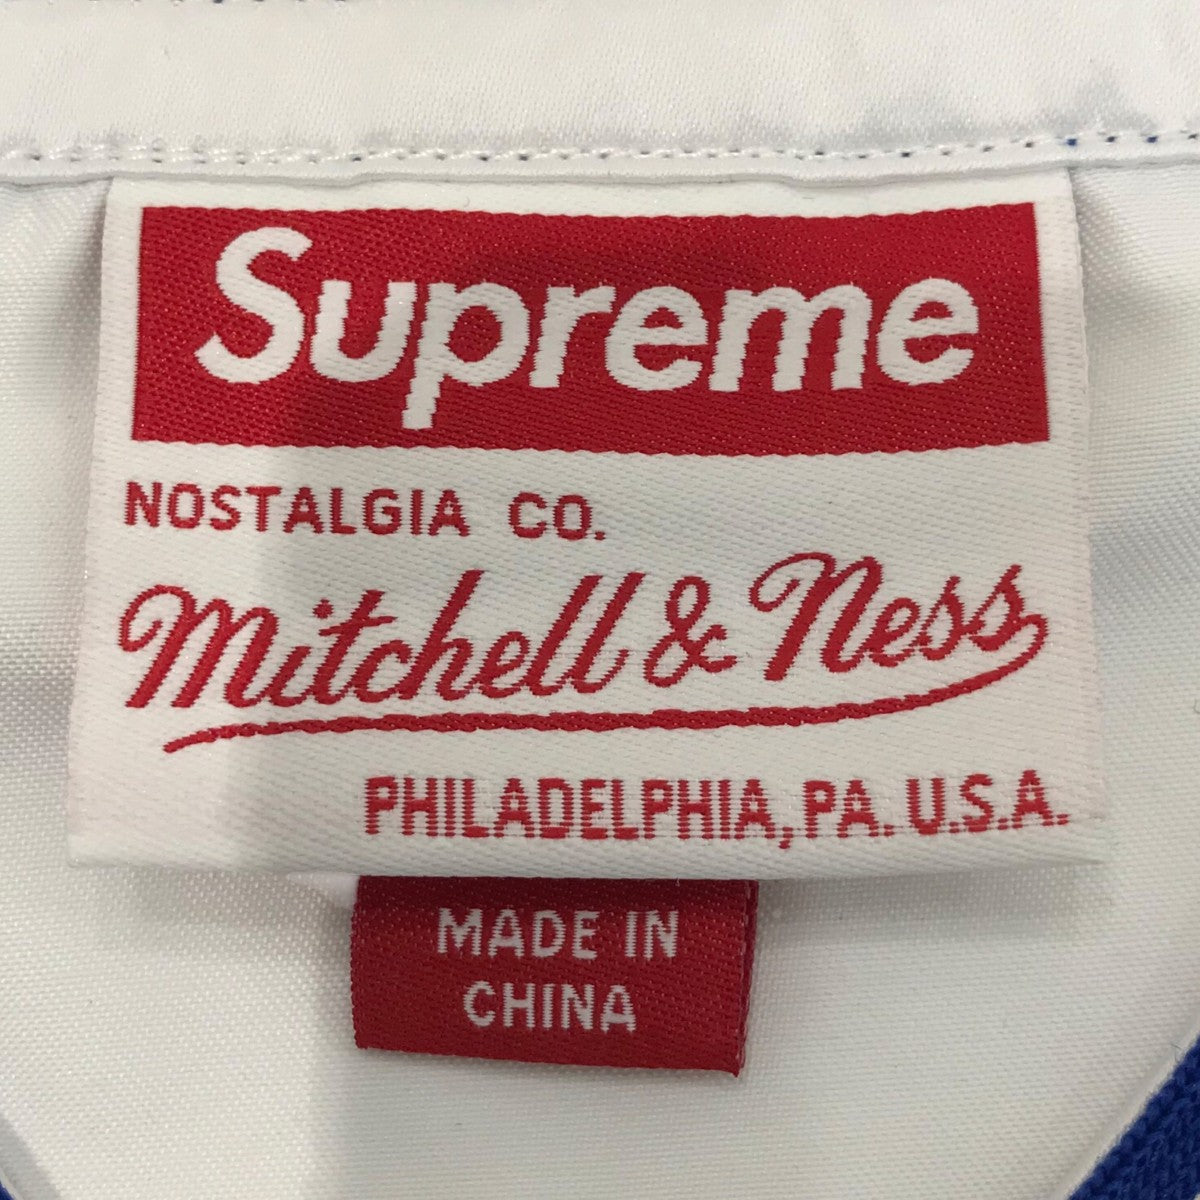 Supreme
NOSTALGIA CO.
Mitchell & Ness
PHILADELPHIA, PA. U.S.A.
MADE IN
CHINA